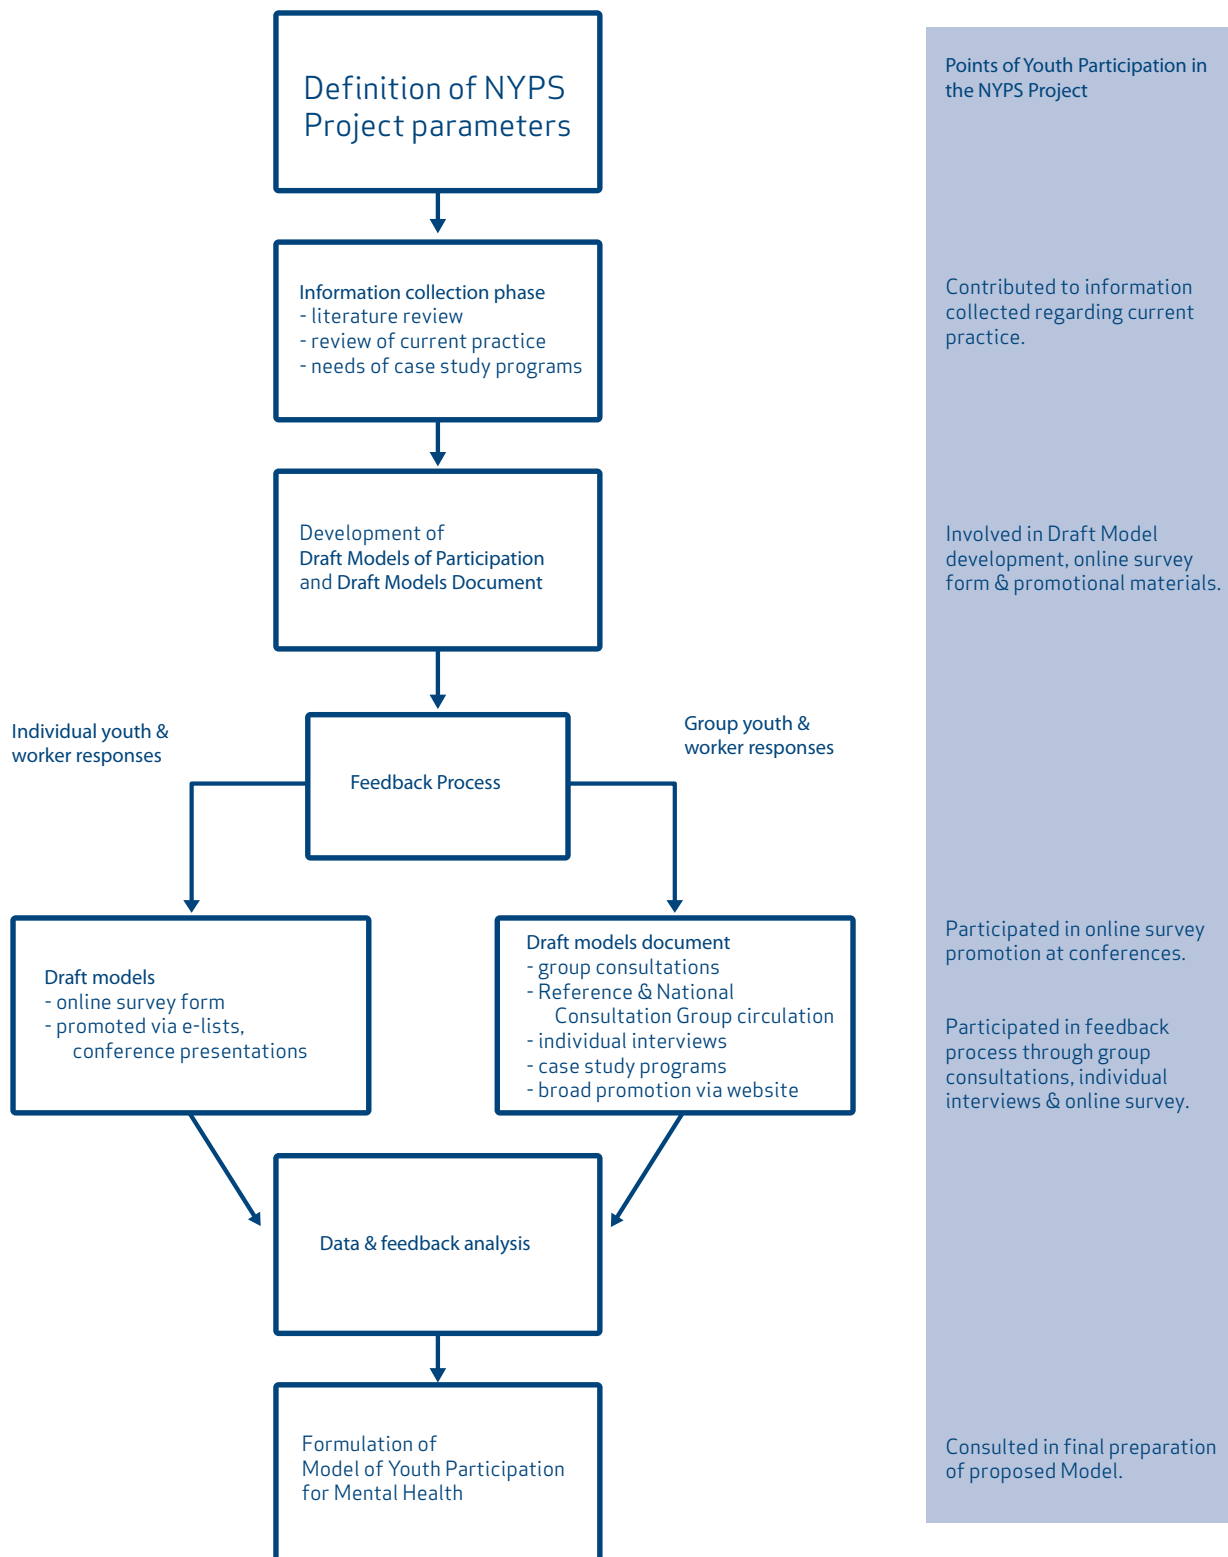 Definition of NYPS
Project parameters
Points of Youth Participation in
the NYPS Project
Information collection phase
- literature review
- review of current practice
- needs of case study programs
Contributed to information
collected regarding current
practice.
Development of
Draft Models of Participation
and Draft Models Document
Involved in Draft Model
development, online survey
form & promotional materials.
Individual youth &
worker responses
Feedback Process
Group youth &
worker responses
Draft models
- online survey form
- promoted via e-lists,
conference presentations
Draft models document
- group consultations
- Reference & National
Consultation Group circulation
- individual interviews
- case study programs
- broad promotion via website
Participated in online survey
promotion at conferences.
Participated in feedback
process through group
consultations, individual
interviews & online survey.
Data & feedback analysis
Formulation of
Model of Youth Participation
for Mental Health
Consulted in final preparation
of proposed Model.